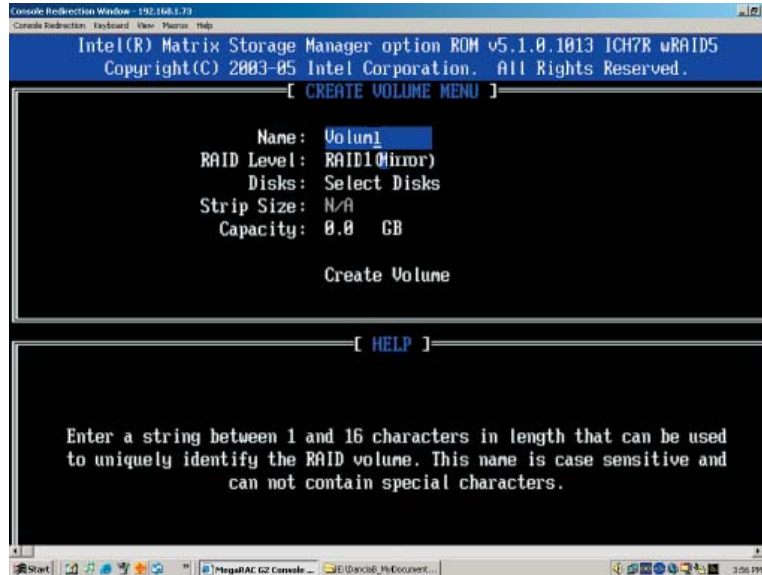 Console Redirection Window - 192.168.1.73
Console Redirection Keyboard View Macros Help
Intel(R) Matrix Storage Manager option ROM v5.1.0.1013 ICH7R wRAID5
Copyright(C) 2003-05 Intel Corporation. All Rights Reserved.
[ CREATE VOLUME MENU ]
Name: Volum1
RAID Level: RAID1(Mirror)
Disks: Select Disks
Strip Size: N/A
Capacity: 0.0 GB
Create Volume
[ HELP ]
Enter a string between 1 and 16 characters in length that can be used
to uniquely identify the RAID volume. This name is case sensitive and
can not contain special characters.
Start
MegaRAC G2 Console ...
3:56 PM